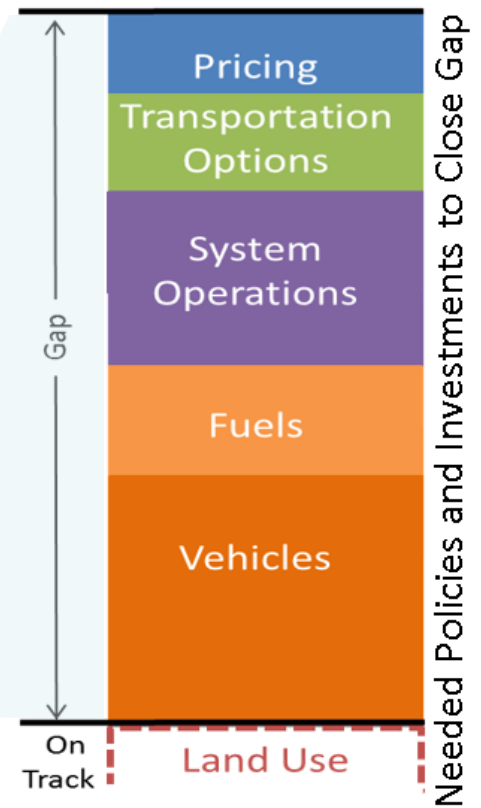 Pricing
Transportation
Options
System
Operations
Gap
Fuels
Vehicles
On
Track
Land Use
Needed Policies and Investments to Close Gap